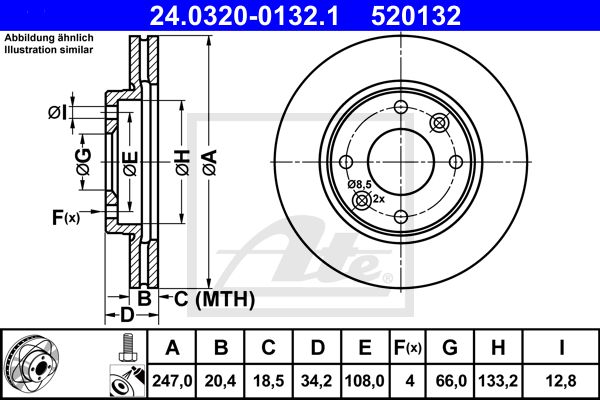 24.0320-0132.1 520132
Abbildung ähnlich
Illustration similar
ØI
ØG
ØE
ØH
ØA
F(x)
B
C (MTH)
D
Ø8,5
2x
Ate
®
A B C D E F(x) G H I
247,0 20,4 18,5 34,2 108,0 4 66,0 133,2 12,8